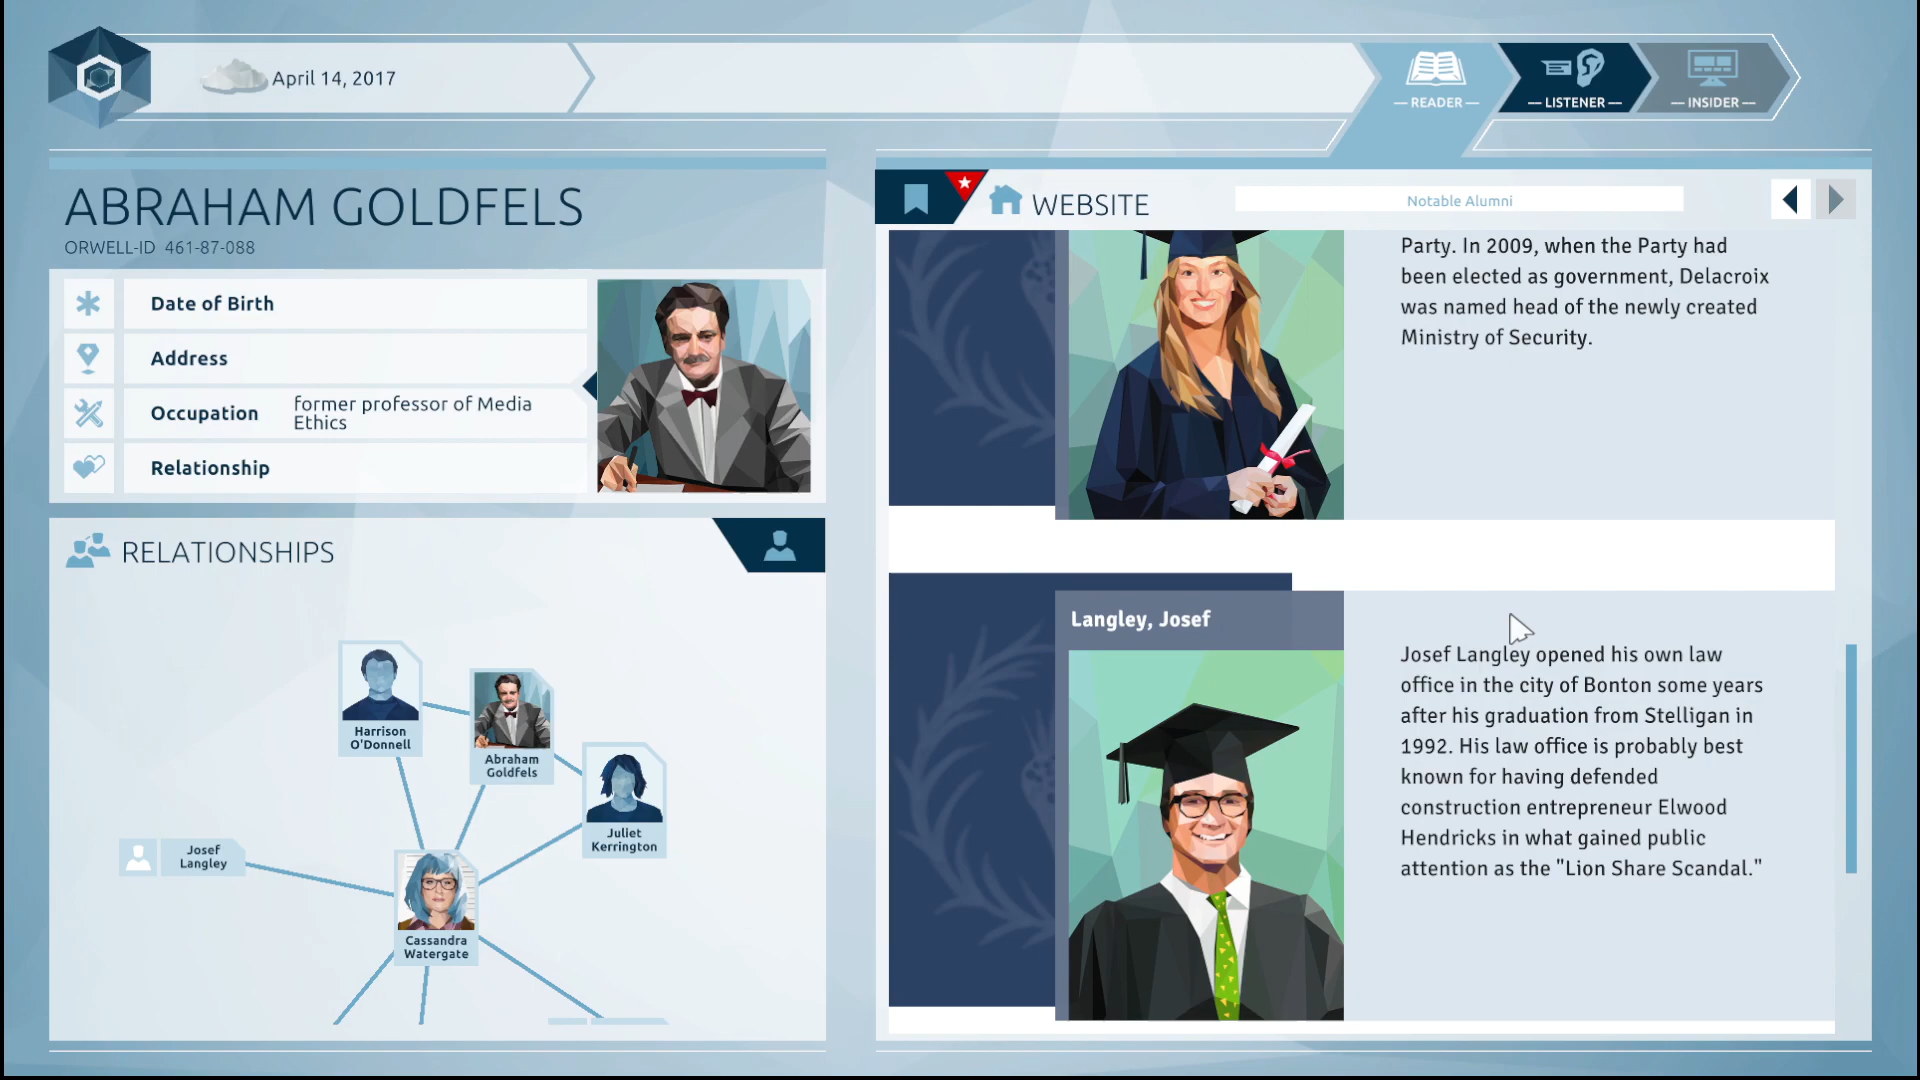 April 14, 2017
READER
LISTENER
INSIDER
ABRAHAM GOLDFELS
ORWELL-ID 461-87-088
Date of Birth
Address
Occupation
former professor of Media
Ethics
Relationship
RELATIONSHIPS
Harrison
O'Donnell
Abraham
Goldfels
Juliet
Kerrington
Josef
Langley
Cassandra
Watergate
WEBSITE
Notable Alumni
Party. In 2009, when the Party had
been elected as government, Delacroix
was named head of the newly created
Ministry of Security.
Langley, Josef
Josef Langley opened his own law
office in the city of Bonton some years
after his graduation from Stelligan in
1992. His law office is probably best
known for having defended
construction entrepreneur Elwood
Hendricks in what gained public
attention as the "Lion Share Scandal."